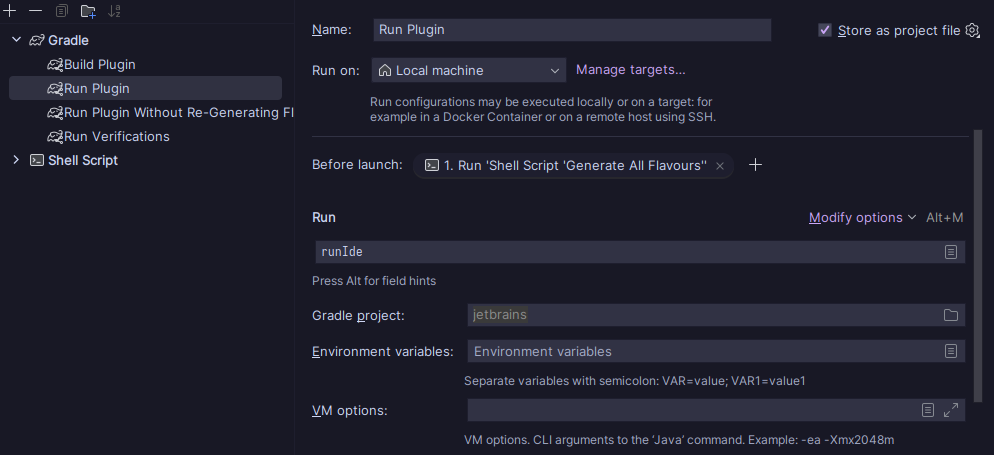 Gradle
Build Plugin
Run Plugin
Run Plugin Without Re-Generating Fl
Run Verifications
Shell Script
Name: Run Plugin Store as project file
Run on: Local machine Manage targets...
Run configurations may be executed locally or on a target: for
example in a Docker Container or on a remote host using SSH.
Before launch: 1. Run 'Shell Script 'Generate All Flavours''
Run Modify options Alt+M
runIde
Press Alt for field hints
Gradle project: jetbrains
Environment variables: Environment variables
Separate variables with semicolon: VAR=value; VAR1=value1
VM options:
VM options. CLI arguments to the ‘Java’ command. Example: -ea -Xmx2048m